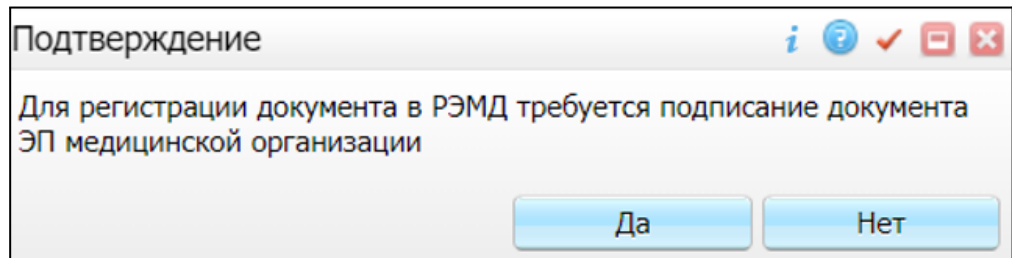 Подтверждение
Для регистрации документа в РЭМД требуется подписание документа
ЭП медицинской организации
Да Нет